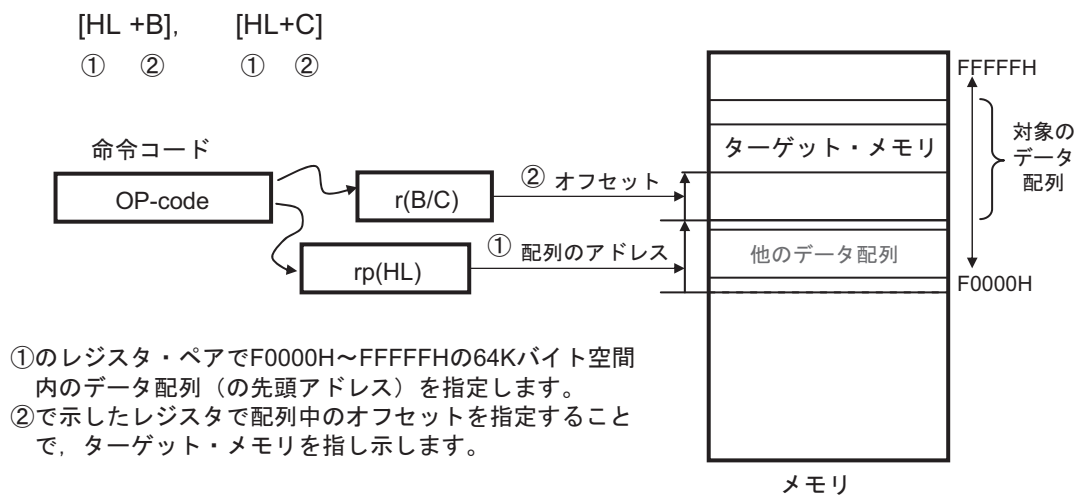 [HL +B], [HL+C]
① ② ① ②
FFFFFH
対象の
データ
配列
命令コード
ターゲット・メモリ
OP-code
r(B/C)
② オフセット
① 配列のアドレス
他のデータ配列
rp(HL)
F0000H
①のレジスタ・ペアでF0000H～FFFFFHの64Kバイト空間
内のデータ配列（の先頭アドレス）を指定します。
②で示したレジスタで配列中のオフセットを指定すること
で，ターゲット・メモリを指し示します。
メモリ